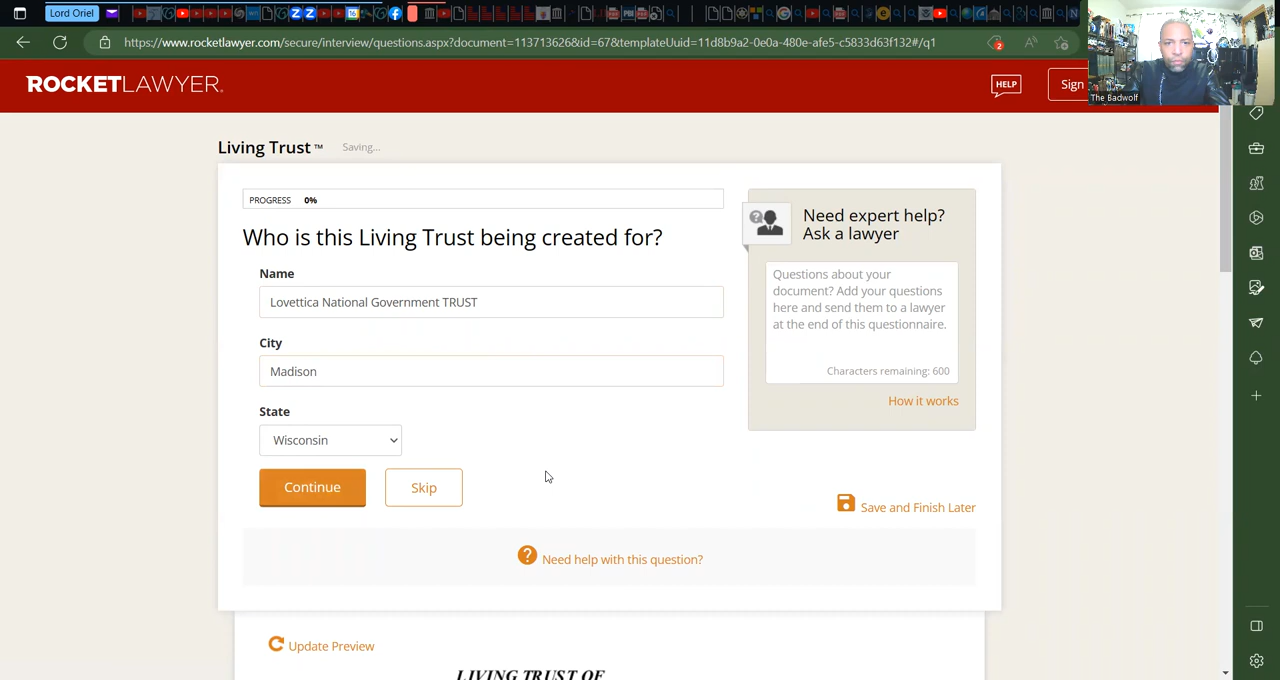 Lord Oriel
https://www.rocketlawyer.com/secure/interview/questions.aspx?document=113713626&id=67&templateUuid=11d8b9a2-0e0a-480e-afe5-c5833d63f132#/q1
2
ROCKETLAWYER.
HELP
Sign
The Badwolf
Living Trust ™
Saving...
PROGRESS 0%
Who is this Living Trust being created for?
Name
Lovettica National Government TRUST
City
Madison
State
Wisconsin
Continue
Skip
Need expert help?
Ask a lawyer
Questions about your
document? Add your questions
here and send them to a lawyer
at the end of this questionnaire.
Characters remaining: 600
How it works
Save and Finish Later
Need help with this question?
Update Preview
LIVING TRUST OF